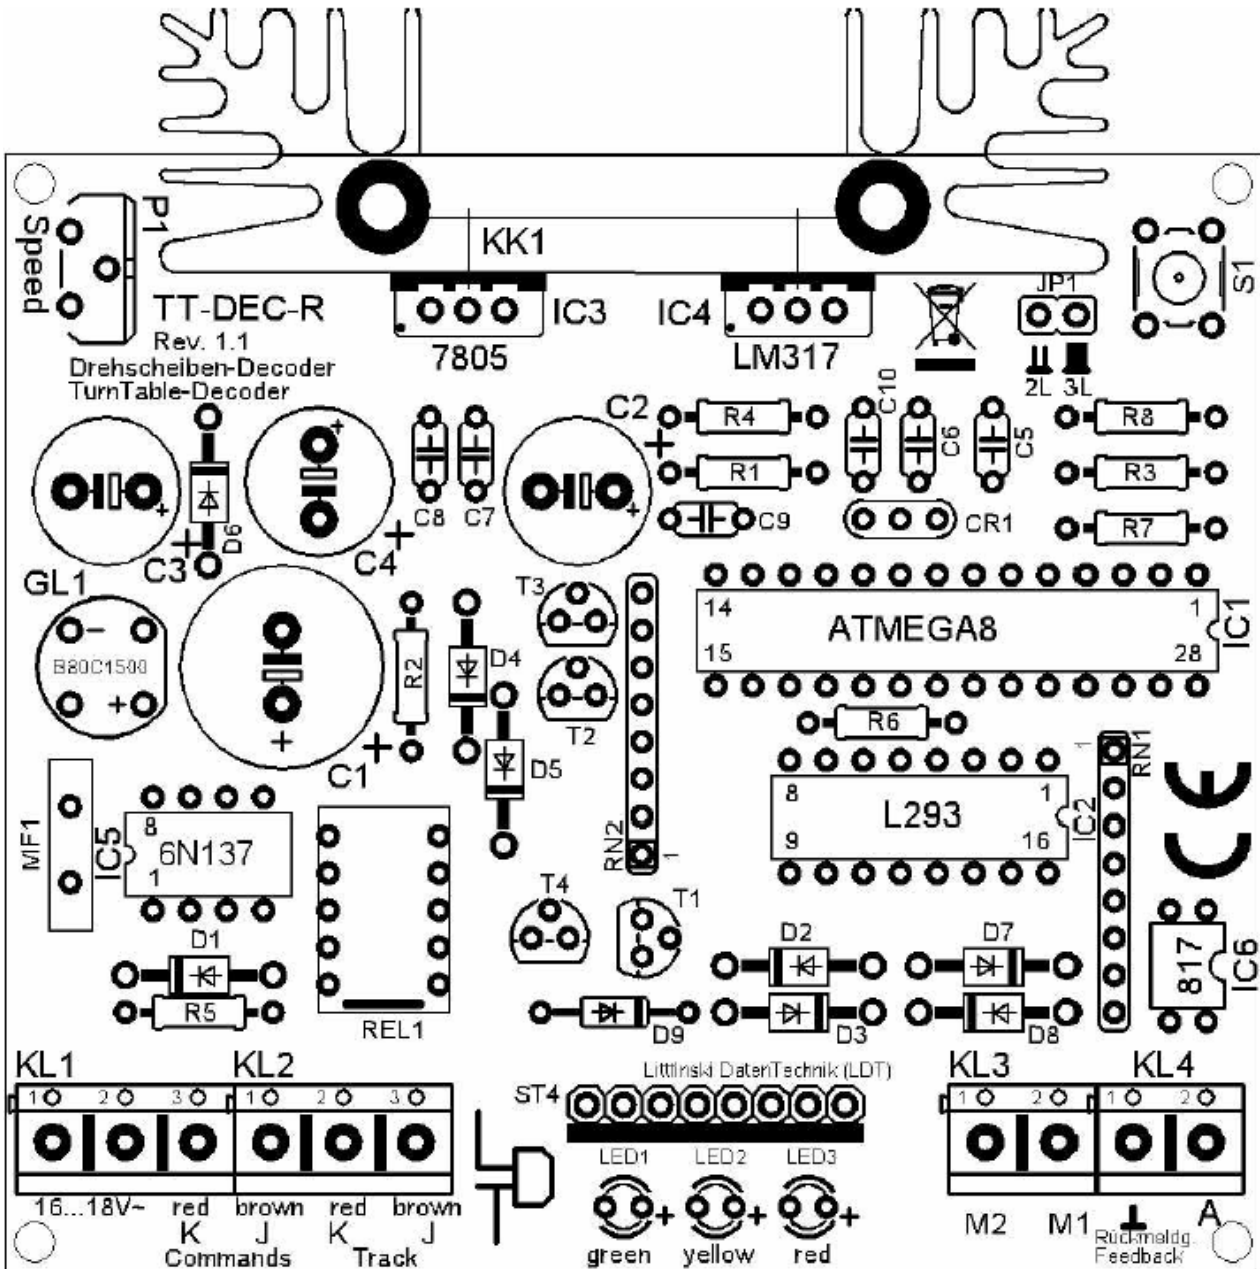 P1
Speed
KK1
S1
JP1
TT-DEC-R
Rev. 1.1
IC3
IC4
7805
LM317
Drehscheiben-Decoder
TurnTable-Decoder
2L
3L
C10
C2
R4
C6
C5
R8
R1
R3
C8
C7
C9
CR1
R7
D6
C3
C4
GL1
T3
14
1
ATMEGA8
15
28
IC1
B80C1500
R2
D4
T2
R6
C1
D5
RN1
1
MF1
IC5
8
6N137
1
8
1
L293
9
16
IC2
RN2
1
T4
T1
D1
D2
D7
817
IC6
R5
REL1
D9
D3
D8
KL1
KL2
Littfinski DatenTechnik (LDT)
KL3
KL4
ST4
1 2 3 1 2 3
1 2 1 2
LED1 LED2 LED3
16...18V~ red brown red brown
K J K J
Commands Track
green yellow red
M2 M1 A
Rückmeldg.
Feedback